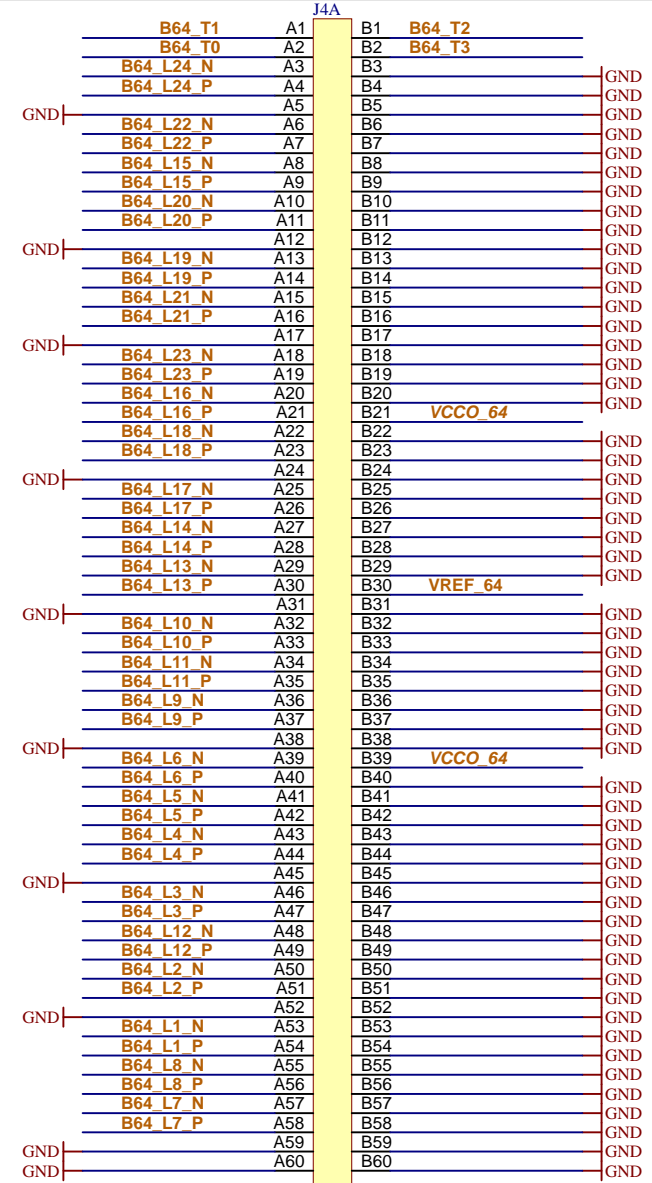 J4A
B64_T1 A1 B1 B64_T2
B64_T0 A2 B2 B64_T3
B64_L24_N A3 B3 GND
B64_L24_P A4 B4 GND
GND A5 B5 GND
B64_L22_N A6 B6 GND
B64_L22_P A7 B7 GND
B64_L15_N A8 B8 GND
B64_L15_P A9 B9 GND
B64_L20_N A10 B10 GND
B64_L20_P A11 B11 GND
GND A12 B12 GND
B64_L19_N A13 B13 GND
B64_L19_P A14 B14 GND
B64_L21_N A15 B15 GND
B64_L21_P A16 B16 GND
GND A17 B17 GND
B64_L23_N A18 B18 GND
B64_L23_P A19 B19 GND
B64_L16_N A20 B20 GND
B64_L16_P A21 B21 VCCO_64
B64_L18_N A22 B22 GND
B64_L18_P A23 B23 GND
GND A24 B24 GND
B64_L17_N A25 B25 GND
B64_L17_P A26 B26 GND
B64_L14_N A27 B27 GND
B64_L14_P A28 B28 GND
B64_L13_N A29 B29 GND
B64_L13_P A30 B30 VREF_64
GND A31 B31 GND
B64_L10_N A32 B32 GND
B64_L10_P A33 B33 GND
B64_L11_N A34 B34 GND
B64_L11_P A35 B35 GND
B64_L9_N A36 B36 GND
B64_L9_P A37 B37 GND
GND A38 B38 GND
B64_L6_N A39 B39 VCCO_64
B64_L6_P A40 B40 GND
B64_L5_N A41 B41 GND
B64_L5_P A42 B42 GND
B64_L4_N A43 B43 GND
B64_L4_P A44 B44 GND
GND A45 B45 GND
B64_L3_N A46 B46 GND
B64_L3_P A47 B47 GND
B64_L12_N A48 B48 GND
B64_L12_P A49 B49 GND
B64_L2_N A50 B50 GND
B64_L2_P A51 B51 GND
GND A52 B52 GND
B64_L1_N A53 B53 GND
B64_L1_P A54 B54 GND
B64_L8_N A55 B55 GND
B64_L8_P A56 B56 GND
B64_L7_N A57 B57 GND
B64_L7_P A58 B58 GND
GND A59 B59 GND
GND A60 B60 GND